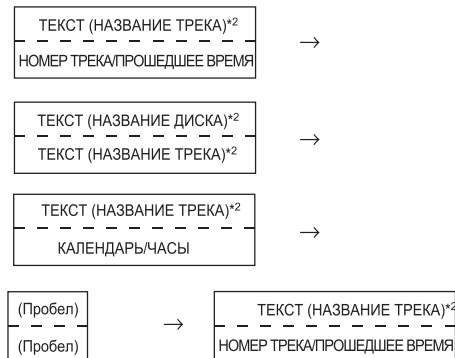 ТЕКСТ (НАЗВАНИЕ ТРЕКА)*2
НОМЕР ТРЕКА/ПРОШЕДШЕЕ ВРЕМЯ
→
ТЕКСТ (НАЗВАНИЕ ДИСКА)*2
ТЕКСТ (НАЗВАНИЕ ТРЕКА)*2
→
ТЕКСТ (НАЗВАНИЕ ТРЕКА)*2
КАЛЕНДАРЬ/ЧАСЫ
→
(Пробел)
(Пробел)
→
ТЕКСТ (НАЗВАНИЕ ТРЕКА)*2
НОМЕР ТРЕКА/ПРОШЕДШЕЕ ВРЕМЯ